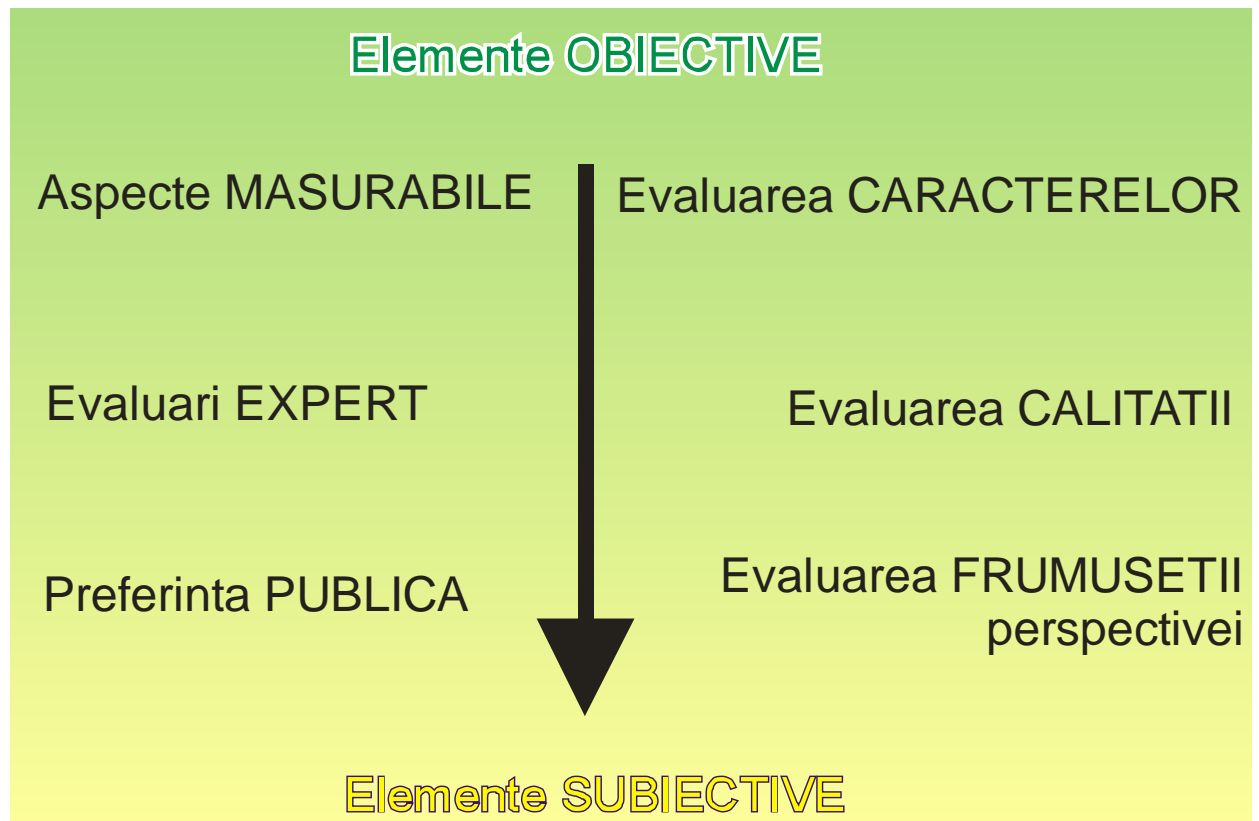 Elemente OBIECTIVE
Aspecte MASURABILE
Evaluarea CARACTERELOR
Evaluari EXPERT
Evaluarea CALITATII
Preferinta PUBLICA
Evaluarea FRUMUSETII
perspectivei
Elemente SUBIECTIVE